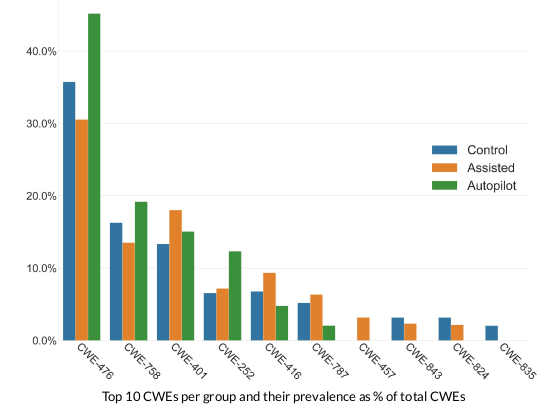 40.0%
30.0%
20.0%
10.0%
0.0%
Control
Assisted
Autopilot
CWE-476
CWE-758
CWE-401
CWE-252
CWE-416
CWE-787
CWE-457
CWE-843
CWE-824
CWE-835
Top 10 CWEs per group and their prevalence as % of total CWEs